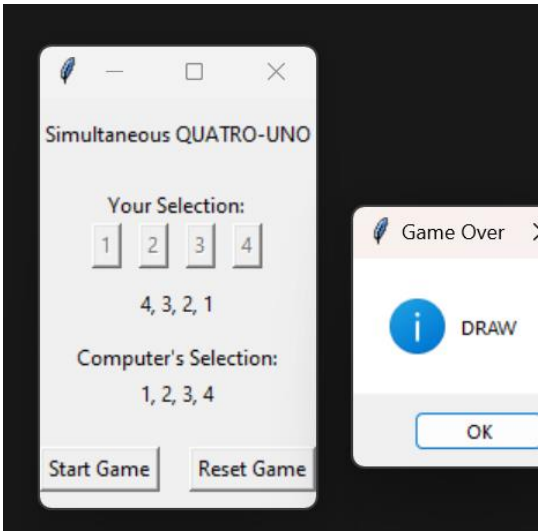 Simultaneous QUATRO-UNO
Your Selection:
1 2 3 4
4, 3, 2, 1
Computer's Selection:
1, 2, 3, 4
Start Game Reset Game
Game Over
DRAW
OK